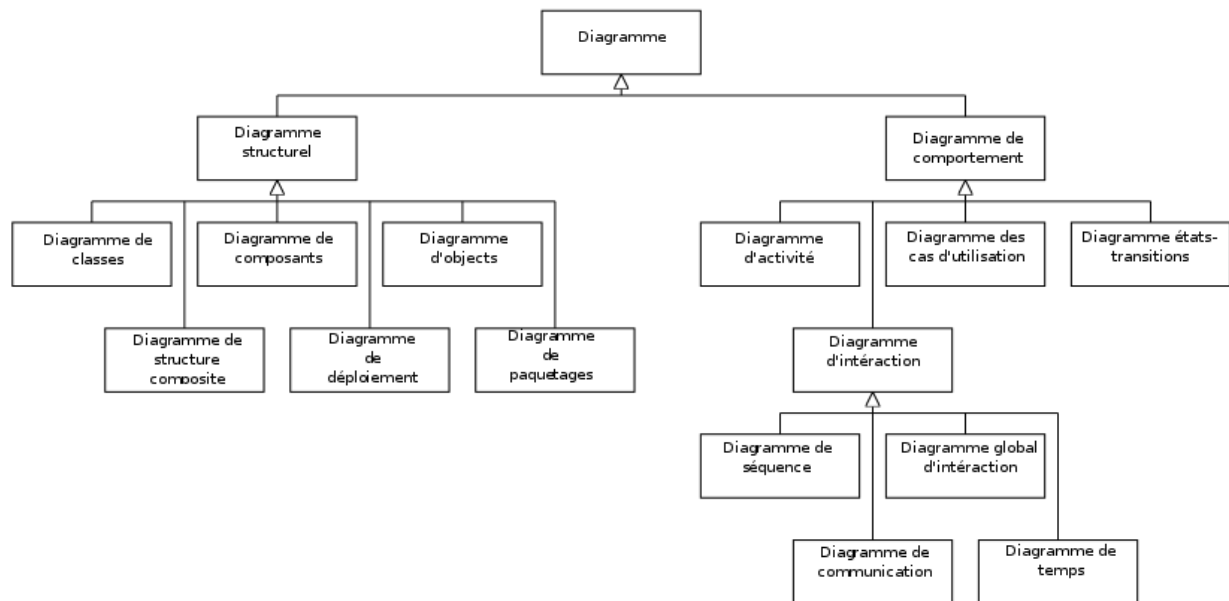 Diagramme
Diagramme
structurel
Diagramme de
comportement
Diagramme de
classes
Diagramme de
composants
Diagramme
d'objects
Diagramme
d'activité
Diagramme des
cas d'utilisation
Diagramme états-
transitions
Diagramme de
structure
composite
Diagramme
de
déploiement
Diagramme
de
paquetages
Diagramme
d'intéraction
Diagramme de
séquence
Diagramme global
d'intéraction
Diagramme de
communication
Diagramme de
temps